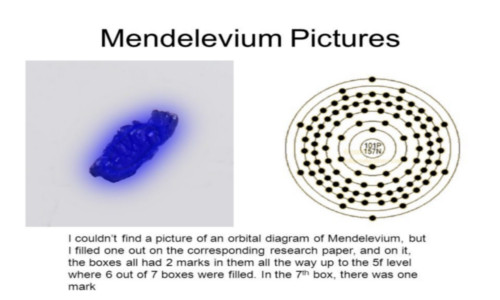 Mendelevium Pictures
101P
157N
I couldn't find a picture of an orbital diagram of Mendelevium, but
I filled one out on the corresponding research paper, and on it,
the boxes all had 2 marks in them all the way up to the 5f level
where 6 out of 7 boxes were filled. In the 7th box, there was one
mark